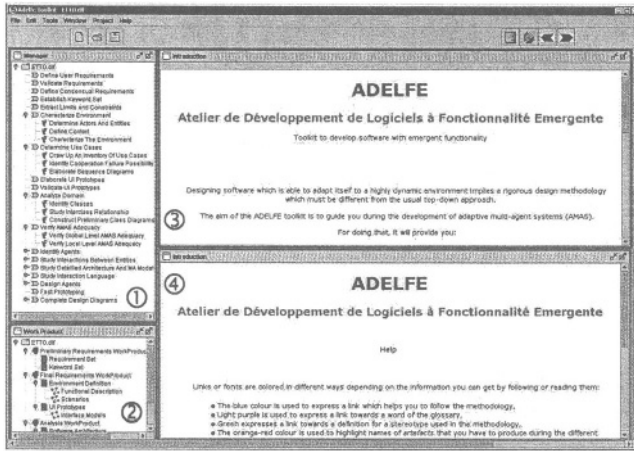 File Edit Tools Window Project Help
Manager
ETTO.dif
Define User Requirements
Validate Requirements
Define Consensual Requirements
Establish Keyword Set
Extract Limits And Constraints
Characterize Environment
Determine Actors And Entities
Define Context
Characterize The Environment
Determine Use Cases
Draw Up An Inventory Of Use Cases
Identify Cooperation Failure Possibility
Elaborate Sequence Diagrams
Elaborate UI Prototypes
Validate UI Prototypes
Analyze Domain
Identify Classes
Study Interclass Relationship
Construct Preliminary Class Diagrams
Verify AMAS Adequacy
Verify Global Level AMAS Adequacy
Verify Local Level AMAS Adequacy
Identify Agents
Study Interactions Between Entities
Study Detailled Architecture And MA Model
Study Interaction Language
Design Agents
Fast Prototyping
Complete Design Diagrams
1
Work Product
Preliminary Requirements WorkProduc
Requirement Set
Keyword Set
Final Requirements WorkProduct
Environment Definition
Functional Description
Scenarios
UI Prototypes
Interface Models
Analysis WorkProduct
Software Architecture
2
Introduction
ADELFE
Atelier de Développement de Logiciels à Fonctionnalité Emergente
Toolkit to develop software with emergent functionality
Designing software which is able to adapt itself to a highly dynamic environment implies a rigorous design methodology
which must be different from the usual top-down approach.
The aim of the ADELFE toolkit is to guide you during the development of adaptive multi-agent systems (AMAS).
For doing that, it will provide you:
3
Introduction
4
ADELFE
Atelier de Développement de Logiciels à Fonctionnalité Emergente
Help
Links or fonts are colored in different ways depending on the information you can get by following or reading them:
The blue colour is used to express a link which helps you to follow the methodology,
Light purple is used to express a link towards a word of the glossary,
Green expresses a link towards a definition for a stereotype used in the methodology,
The orange-red colour is used to highlight names of artefacts that you have to produce during the different